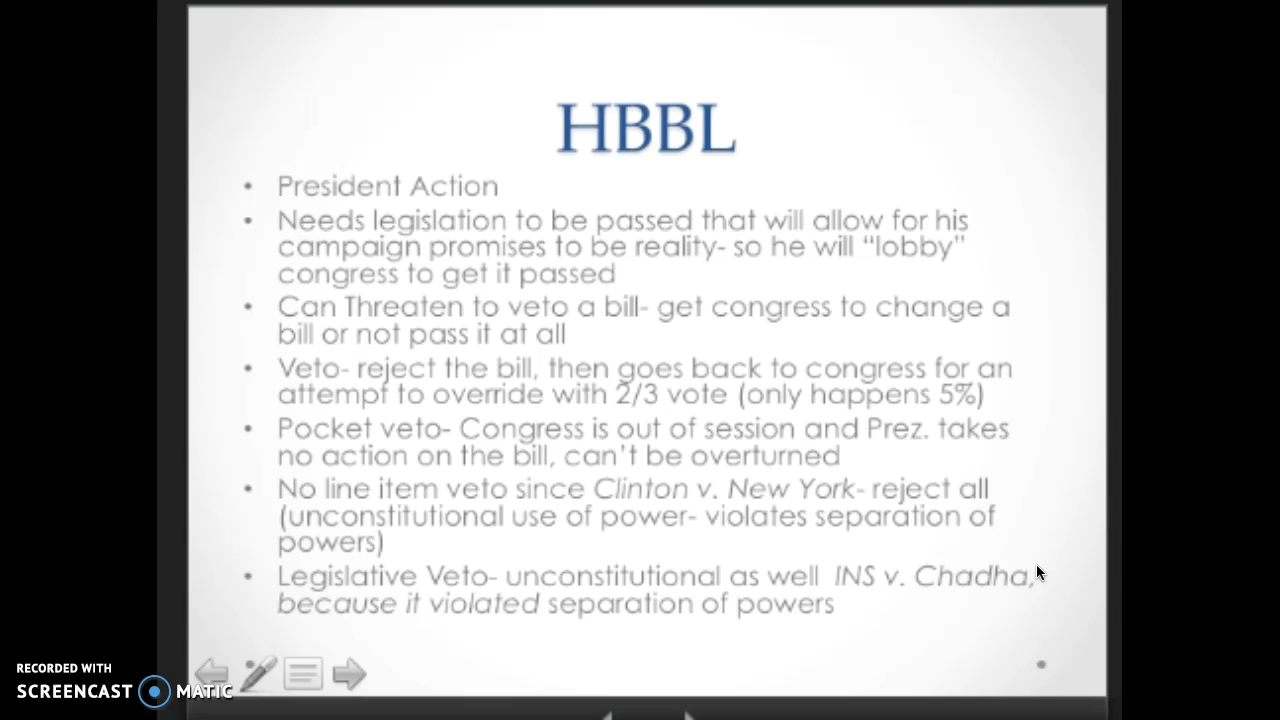 HBBL
• President Action
• Needs legislation to be passed that will allow for his
campaign promises to be reality- so he will “lobby”
congress to get it passed
• Can Threaten to veto a bill- get congress to change a
bill or not pass it at all
• Veto- reject the bill, then goes back to congress for an
attempt to override with 2/3 vote (only happens 5%)
• Pocket veto- Congress is out of session and Prez. takes
no action on the bill, can’t be overturned
• No line item veto since Clinton v. New York- reject all
(unconstitutional use of power- violates separation of
powers)
• Legislative Veto- unconstitutional as well INS v. Chadha,
because it violated separation of powers
RECORDED WITH
SCREENCAST MATIC